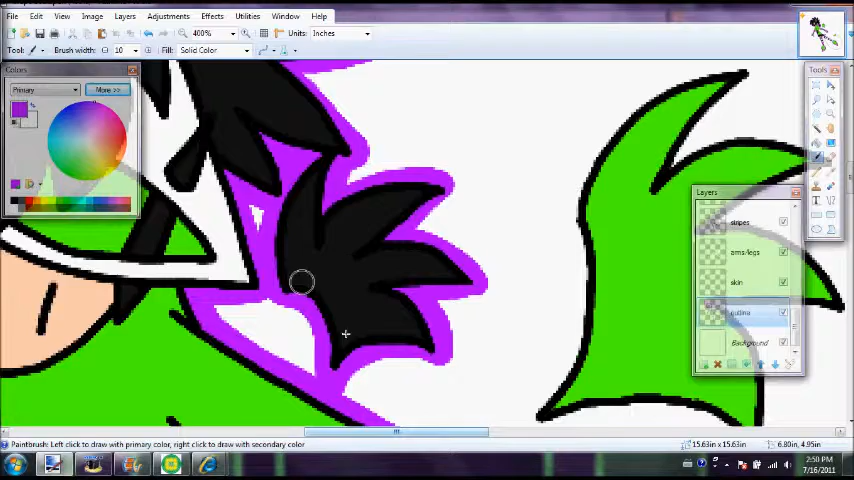 File Edit View Image Layers Adjustments Effects Utilities Window Help
400% Units: Inches
Tool: Brush width: 10 Fill: Solid Color
Colors
Primary More >>
Tools
Layers
stripes
arms/legs
skin
outline
Background
Paintbrush: Left click to draw with primary color, right click to draw with secondary color
15.63in x 15.63in 6.80in, 4.95in
2:50 PM
7/16/2011